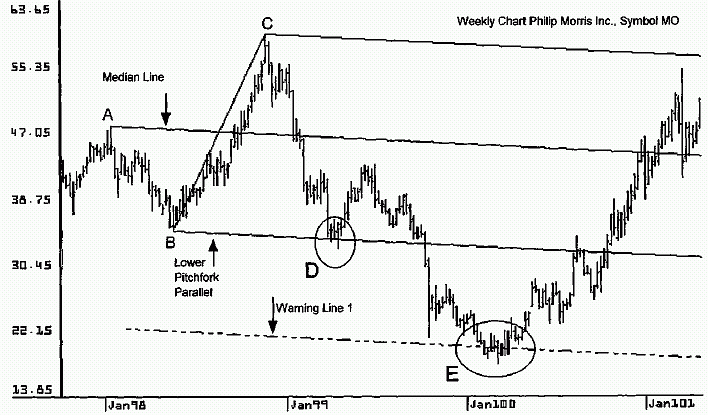 63.65
Weekly Chart Philip Morris Inc., Symbol MO
C
55.35
Median Line
A
47.05
38.75
B
Lower
Pitchfork
Parallet
D
30.45
Warning Line 1
22.15
E
13.85
Jan98
Jan99
Jan100
Jan101